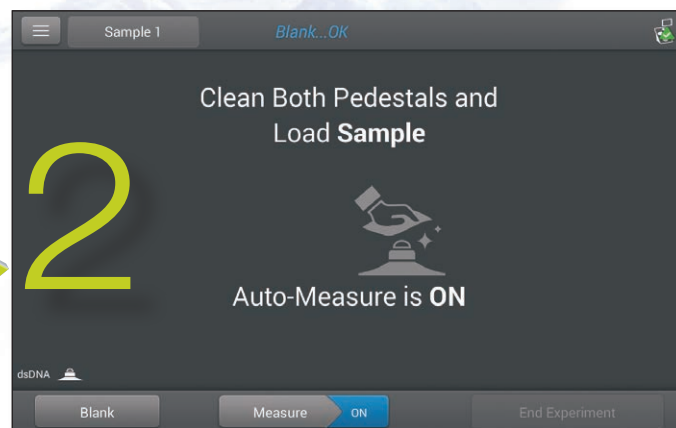 Sample 1 Blank...OK
Clean Both Pedestals and
Load Sample
2
Auto-Measure is ON
dsDNA
Blank Measure ON End Experiment